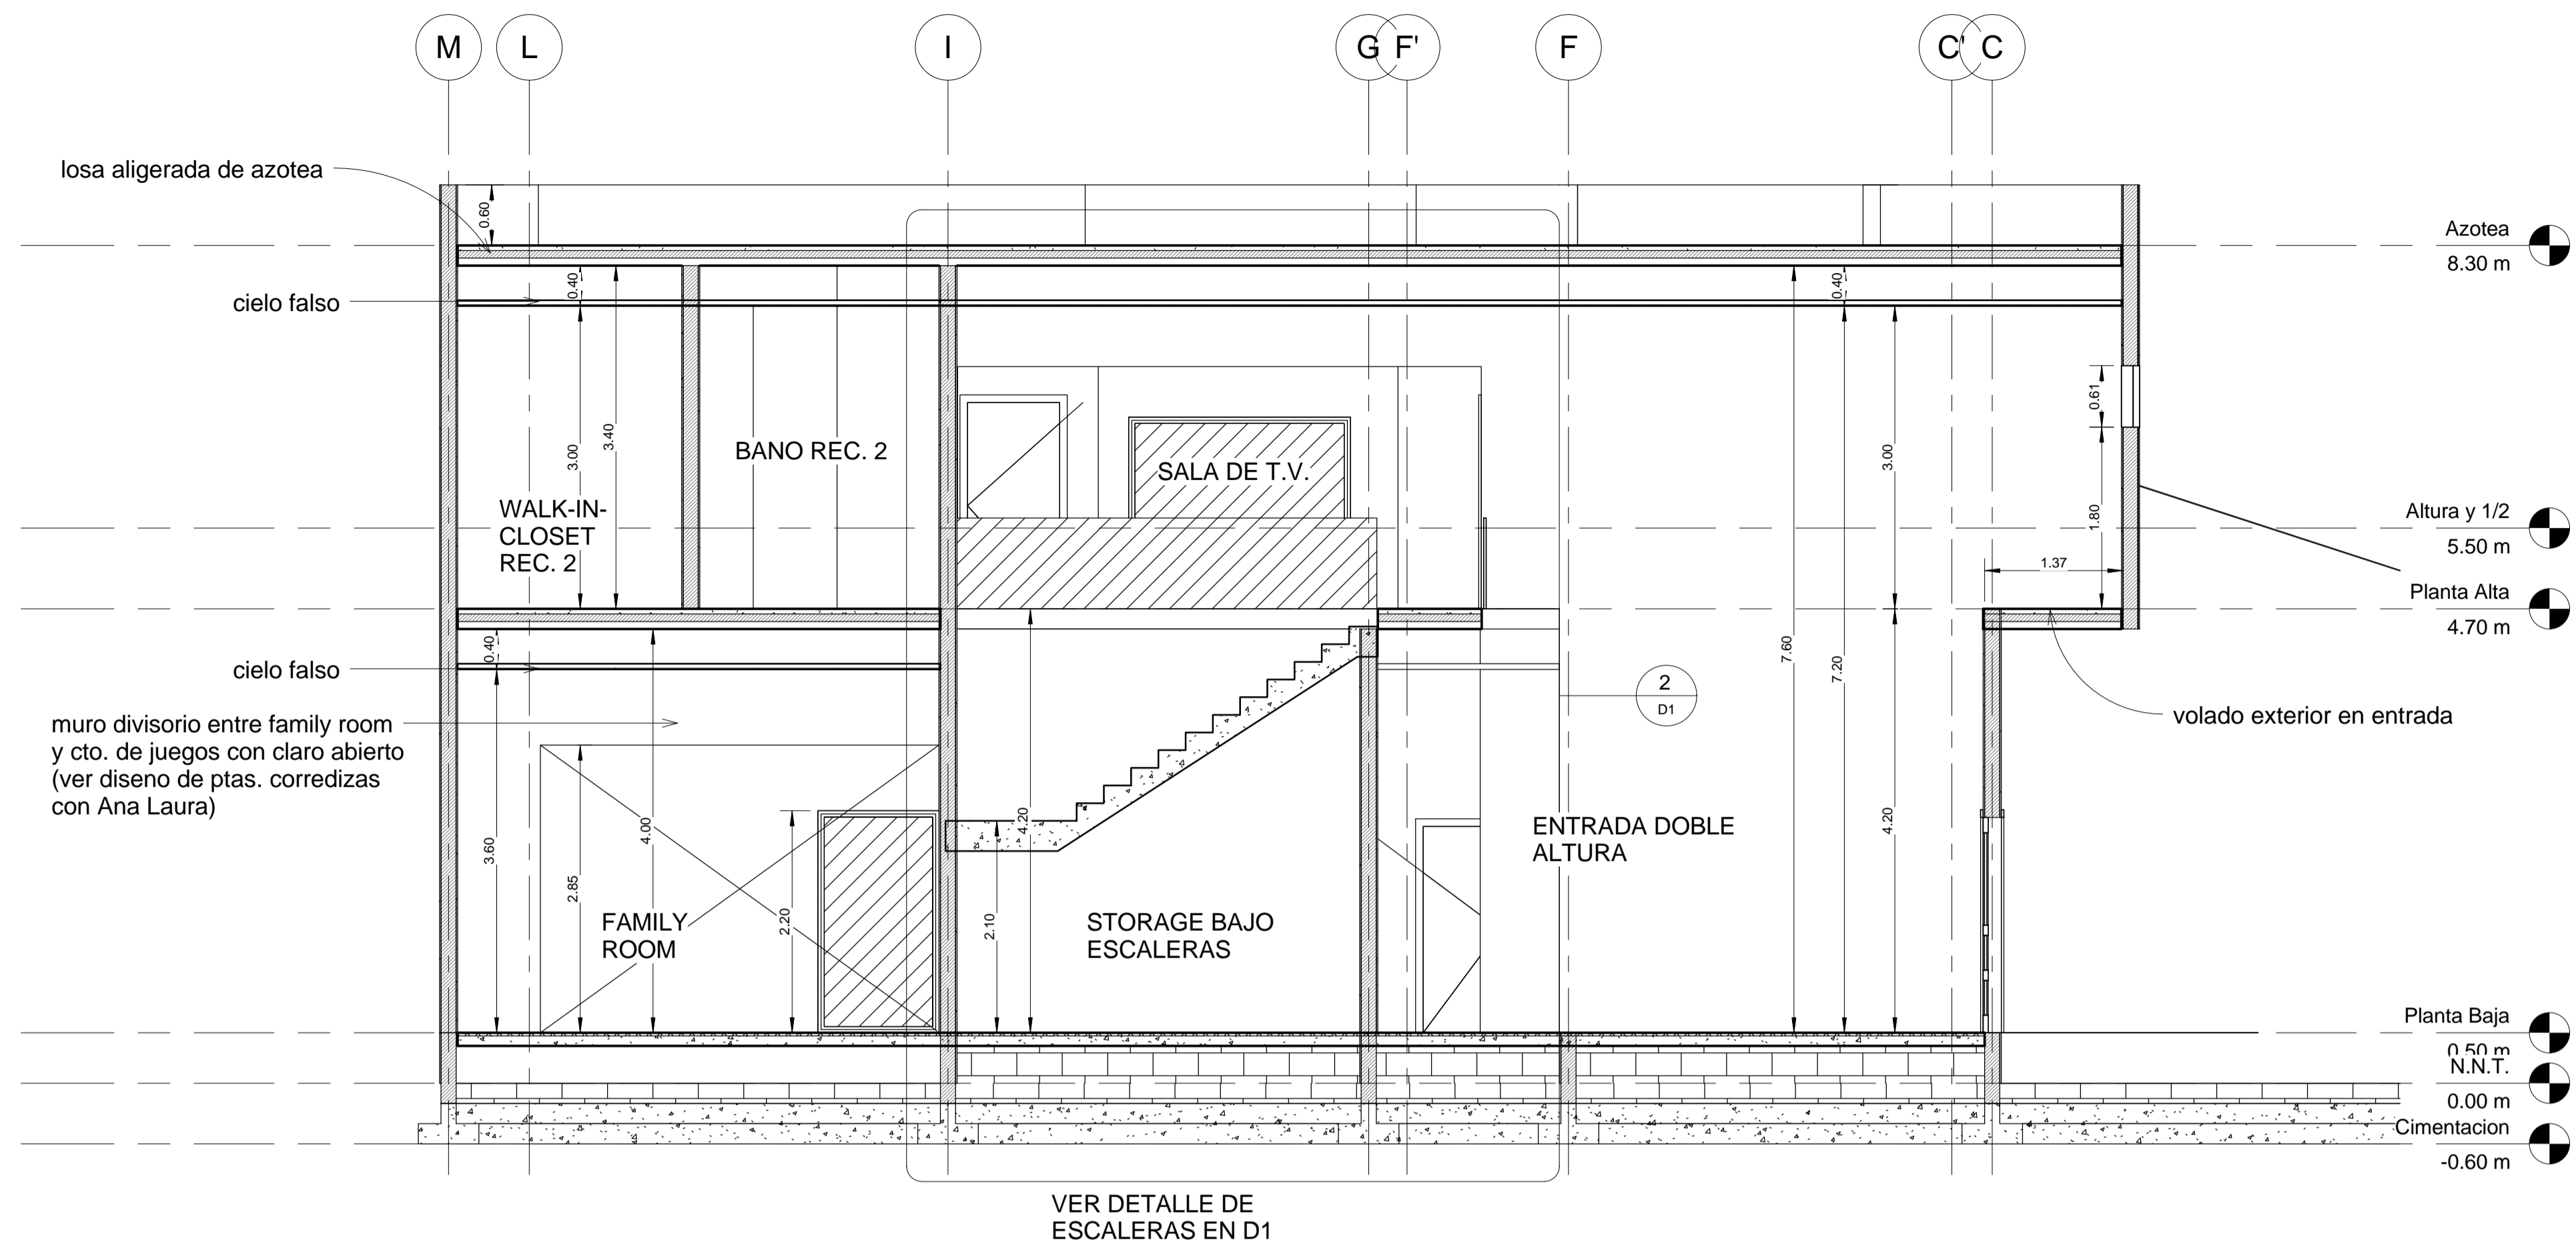 M
L
I
G
F'
F
C'
C
losa aligerada de azotea
0.60
Azotea
8.30 m
cielo falso
0.40
0.40
3.00
3.40
BANO REC. 2
SALA DE T.V.
3.00
0.61
WALK-IN-
CLOSET
REC. 2
1.80
Altura y 1/2
5.50 m
1.37
Planta Alta
4.70 m
cielo falso
0.40
7.60
7.20
2
D1
muro divisorio entre family room
y cto. de juegos con claro abierto
(ver diseno de ptas. corredizas
con Ana Laura)
volado exterior en entrada
3.60
4.00
4.20
4.20
ENTRADA DOBLE
ALTURA
2.85
2.20
2.10
FAMILY
ROOM
STORAGE BAJO
ESCALERAS
Planta Baja
0.50 m
N.N.T.
0.00 m
Cimentacion
-0.60 m
VER DETALLE DE
ESCALERAS EN D1